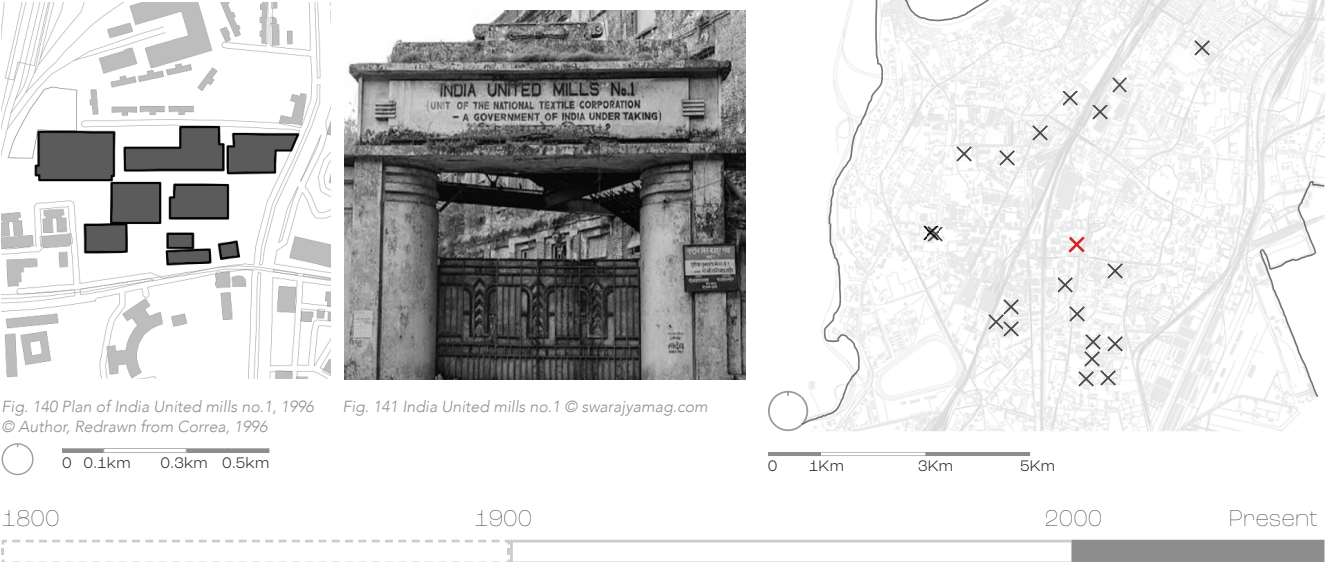 INDIA UNITED MILLS No.1
(UNIT OF THE NATIONAL TEXTILE CORPORATION
– A GOVERNMENT OF INDIA UNDERTAKING)
Fig. 140 Plan of India United mills no.1, 1996
© Author, Redrawn from Correa, 1996
Fig. 141 India United mills no.1 © swarajyamag.com
0 0.1km 0.3km 0.5km
0 1Km 3Km 5Km
1800 1900 2000 Present